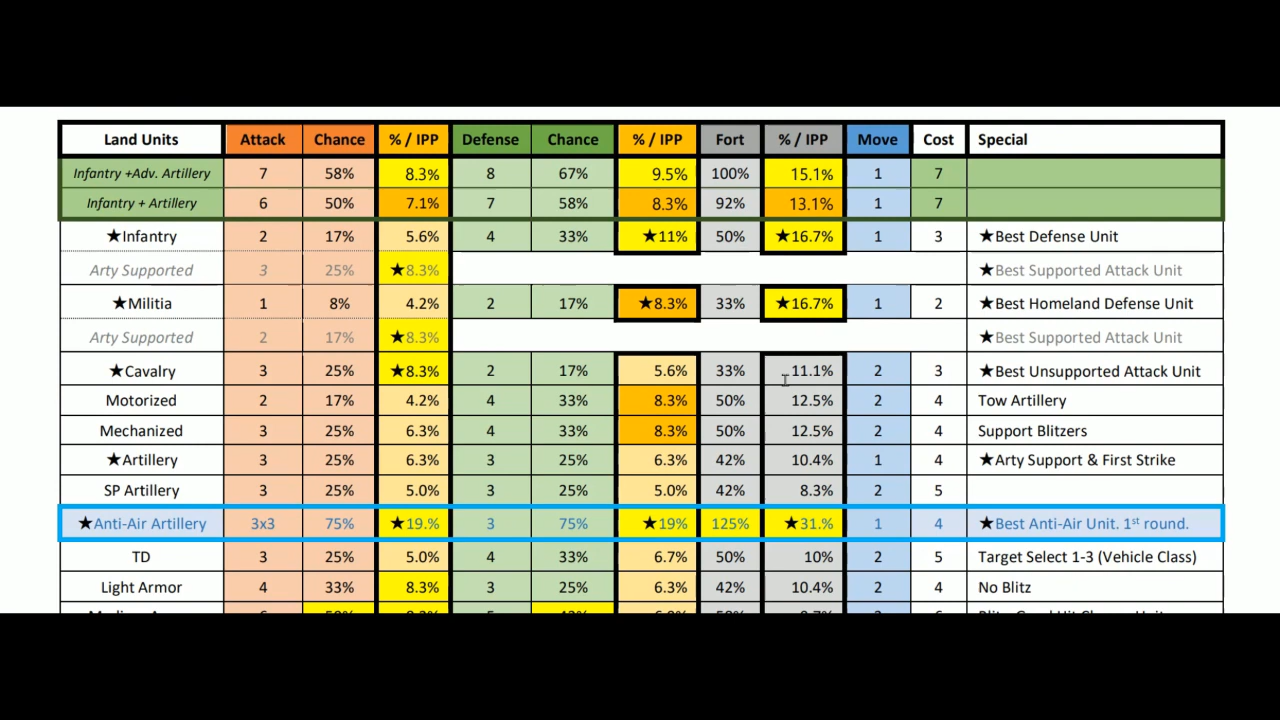 Land Units Attack Chance % / IPP Defense Chance % / IPP Fort % / IPP Move Cost Special
Infantry +Adv. Artillery 7 58% 8.3% 8 67% 9.5% 100% 15.1% 1 7
Infantry + Artillery 6 50% 7.1% 7 58% 8.3% 92% 13.1% 1 7
★Infantry 2 17% 5.6% 4 33% ★11% 50% ★16.7% 1 3 ★Best Defense Unit
Arty Supported 3 25% ★8.3% ★Best Supported Attack Unit
★Militia 1 8% 4.2% 2 17% ★8.3% 33% ★16.7% 1 2 ★Best Homeland Defense Unit
Arty Supported 2 17% ★8.3% ★Best Supported Attack Unit
★Cavalry 3 25% ★8.3% 2 17% 5.6% 33% 11.1% 2 3 ★Best Unsupported Attack Unit
Motorized 2 17% 4.2% 4 33% 8.3% 50% 12.5% 2 4 Tow Artillery
Mechanized 3 25% 6.3% 4 33% 8.3% 50% 12.5% 2 4 Support Blitzers
★Artillery 3 25% 6.3% 3 25% 6.3% 42% 10.4% 1 4 ★Arty Support & First Strike
SP Artillery 3 25% 5.0% 3 25% 5.0% 42% 8.3% 2 5
★Anti-Air Artillery 3x3 75% ★19.% 3 75% ★19% 125% ★31.% 1 4 ★Best Anti-Air Unit. 1st round.
TD 3 25% 5.0% 4 33% 6.7% 50% 10% 2 5 Target Select 1-3 (Vehicle Class)
Light Armor 4 33% 8.3% 3 25% 6.3% 42% 10.4% 2 4 No Blitz